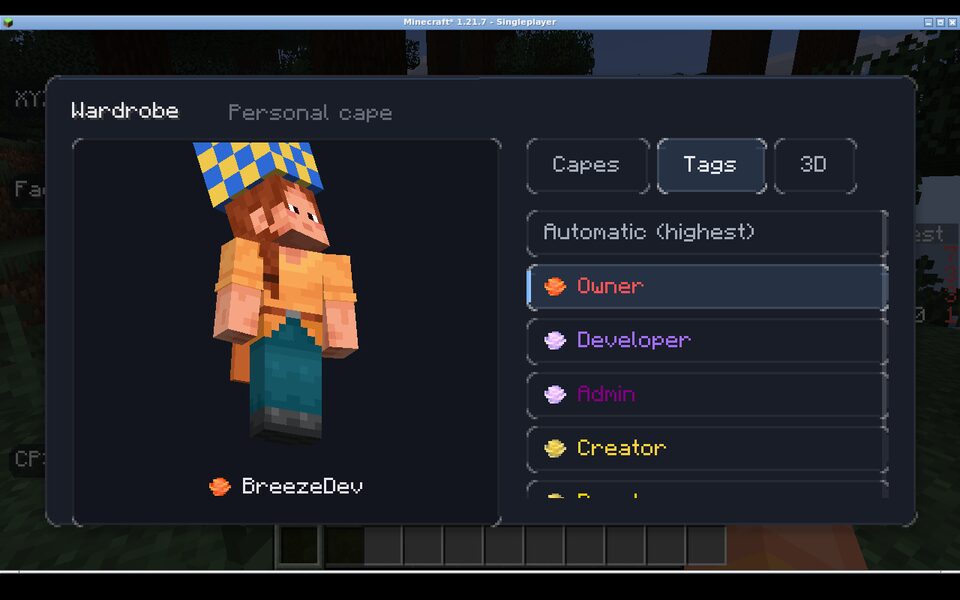 Minecraft* 1.21.7 - Singleplayer
Wardrobe
Personal cape
Capes
Tags
3D
Automatic (highest)
Owner
Developer
Admin
Creator
BreezeDev